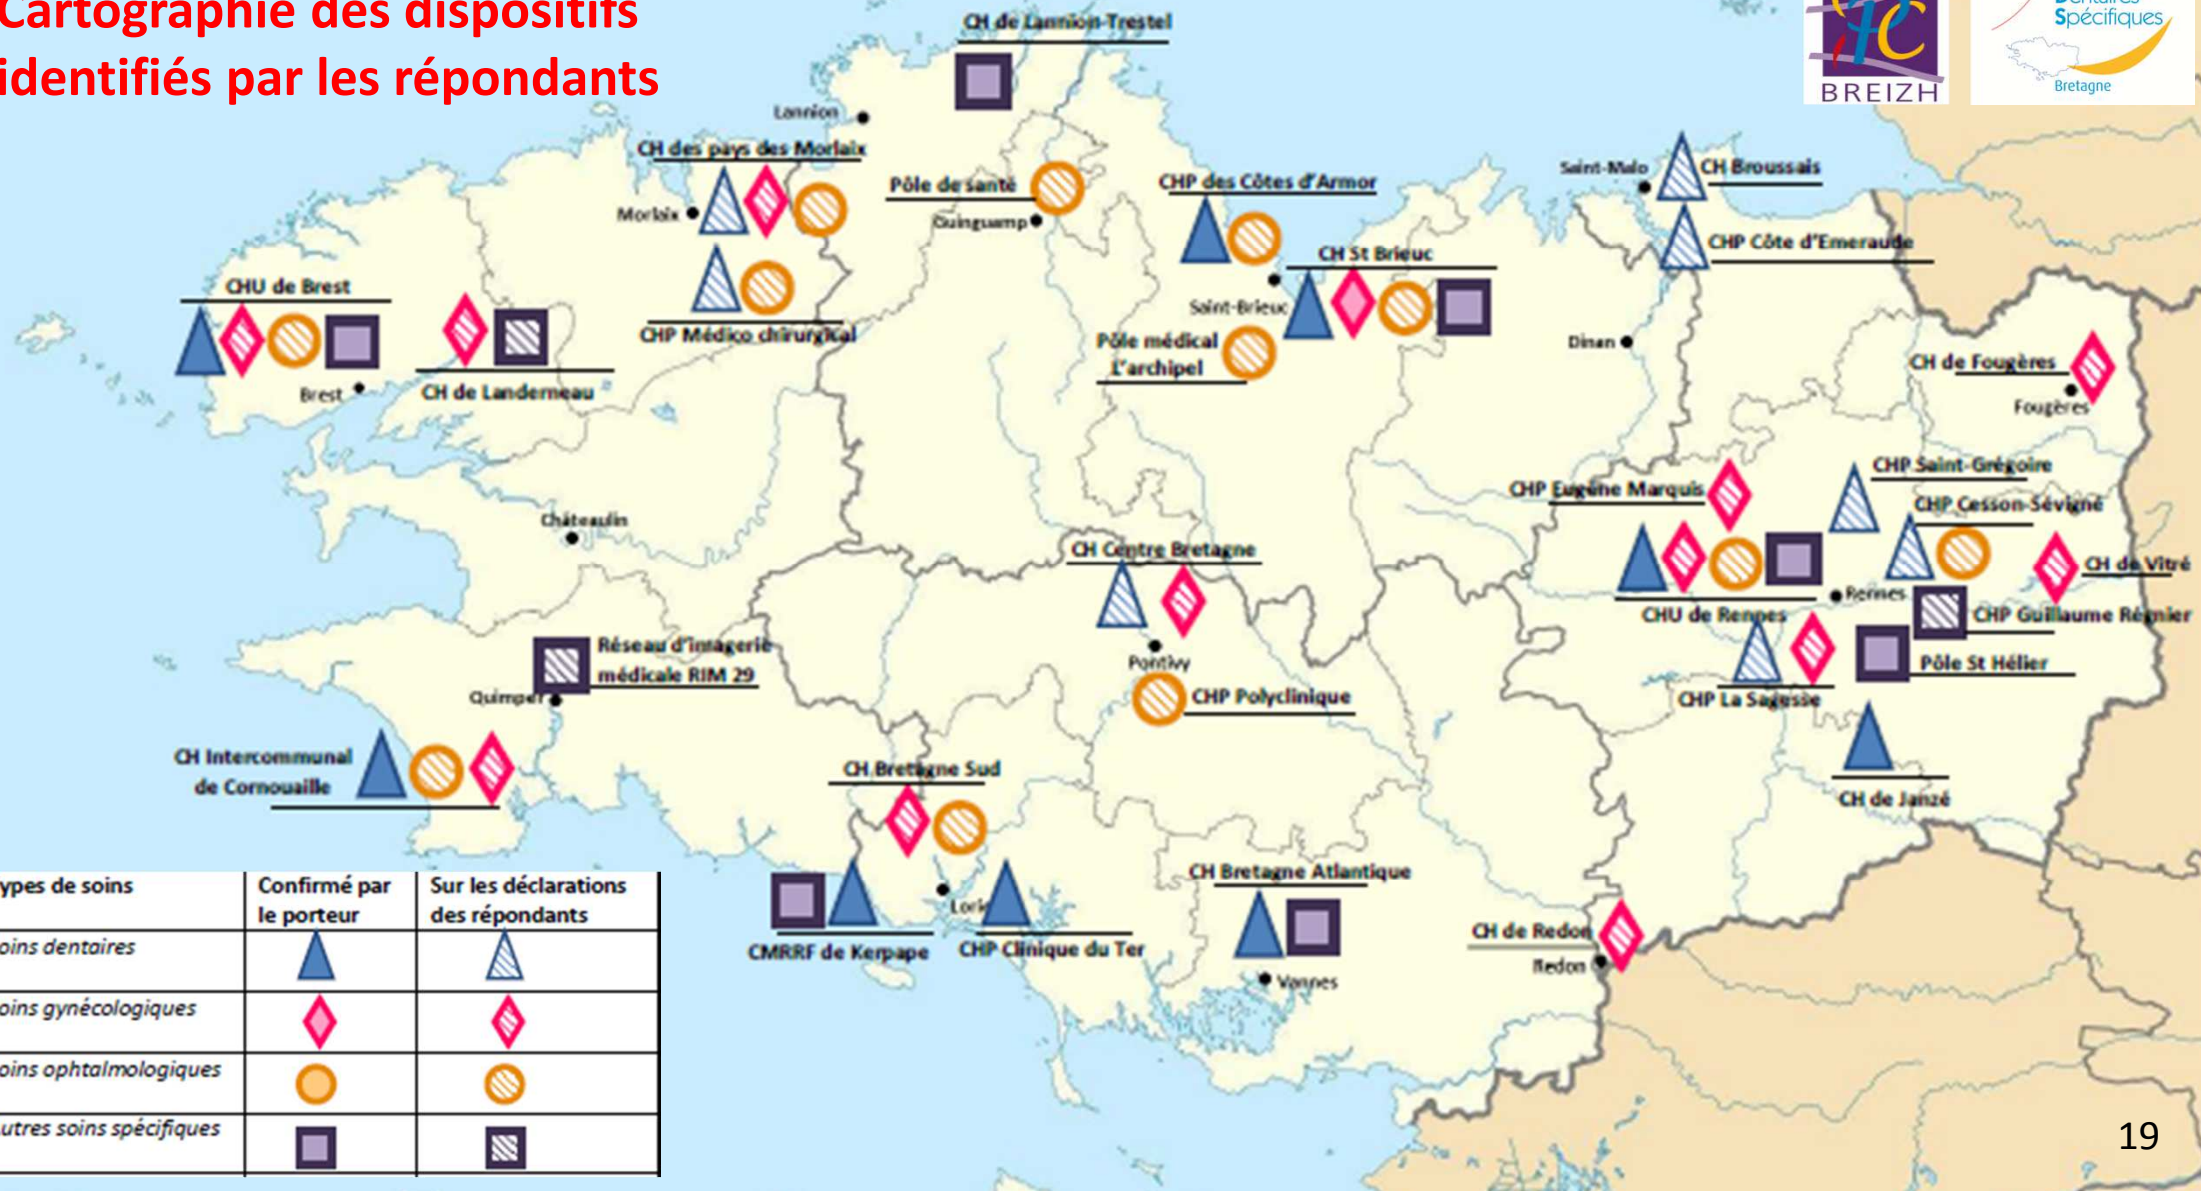 Cartographie des dispositifs
identifiés par les répondants
BREIZH
Dentaires
Spécifiques
Bretagne
CH de Lannion-Trestel
Lannion
CH des pays des Morlaix
Morlaix
CHP Médico chirurgical
Pôle de santé
Guinguamp
CHP des Côtes d'Armor
CH St Brieuc
Saint-Brieuc
Pôle médical
L'archipel
Saint-Malo
CH Broussais
CHP Côte d'Emeraude
Dinan
CHU de Brest
Brest
CH de Landerneau
CH de Fougères
Fougères
Châteaulin
CH Centre Bretagne
Pontivy
CHP Polyclinique
CHP Eugène Marquis
CHP Saint-Grégoire
CHP Cesson-Sévigné
CH de Vitré
CHU de Rennes
Rennes
CHP Guillaume Régnier
Pôle St Hélier
CHP La Sagesse
CH de Janzé
Réseau d'imagerie
médicale RIM 29
Quimper
CH Intercommunal
de Cornouaille
CH Bretagne Sud
CMRRF de Kerpape
CHP Clinique du Ter
CH Bretagne Atlantique
Vannes
CH de Redon
Redon
ypes de soins
Confirmé par
le porteur
Sur les déclarations
des répondants
oins dentaires
oins gynécologiques
oins ophtalmologiques
utres soins spécifiques
19